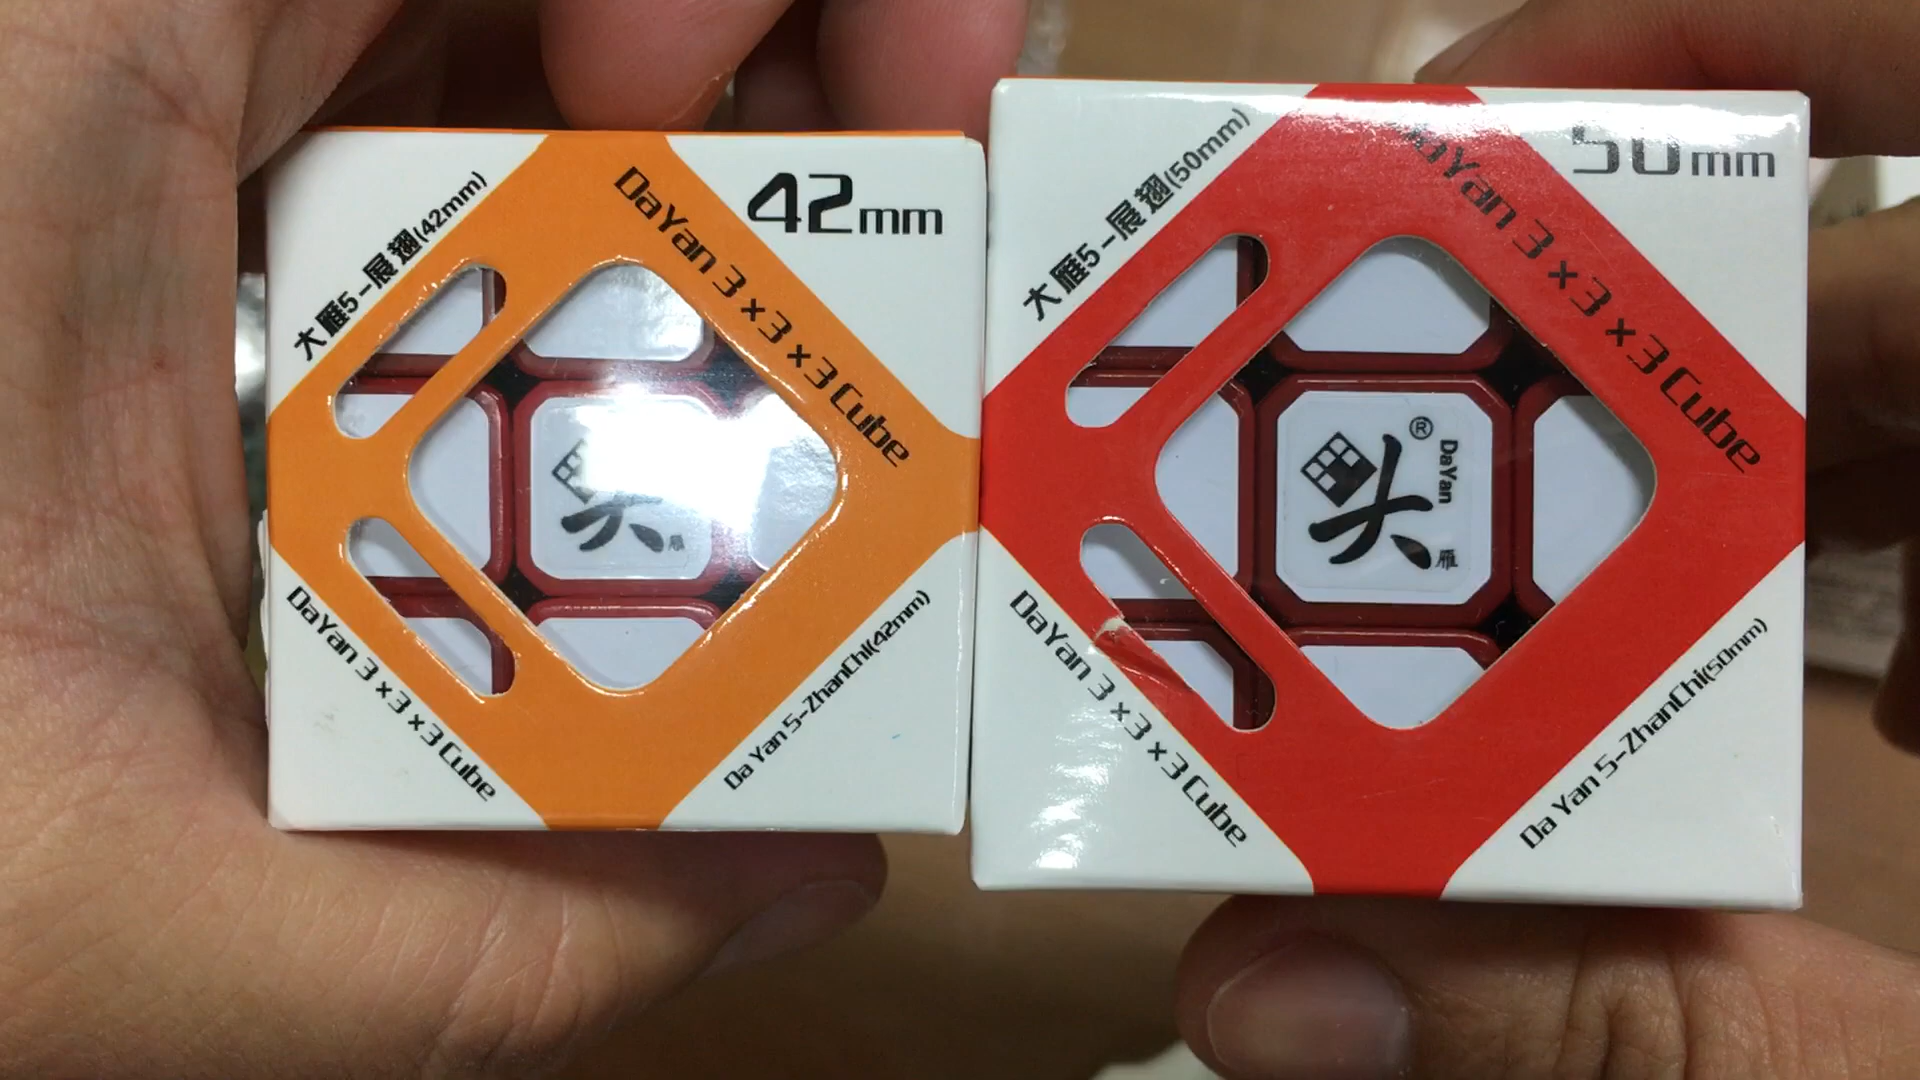 大雁5-展翅(42mm)
DaYan 3×3×3 Cube
42mm
雁
DaYan 3×3×3 Cube
Da Yan 5-ZhanChi(42mm)
大雁5-展翅(50mm)
DaYan 3×3×3 Cube
50mm
®
DaYan
大
雁
DaYan 3×3×3 Cube
Da Yan 5-ZhanChi(50mm)